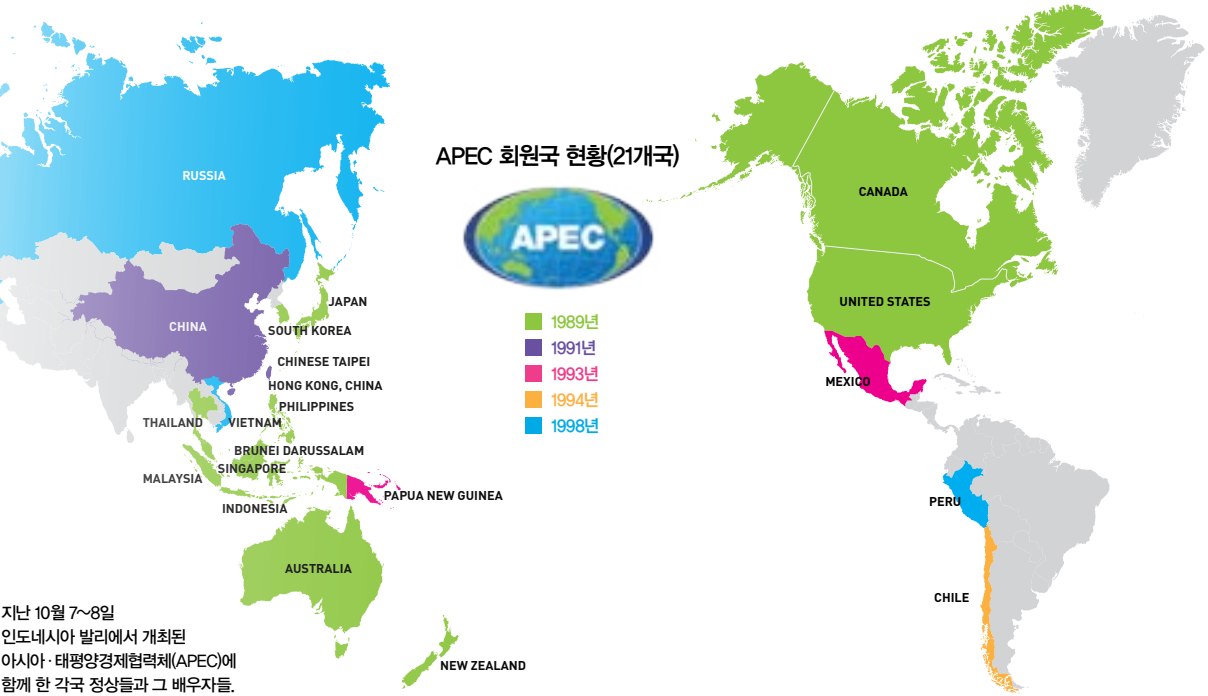 APEC 회원국 현황(21개국)
APEC
1989년
1991년
1993년
1994년
1998년
RUSSIA
CHINA
JAPAN
SOUTH KOREA
CHINESE TAIPEI
HONG KONG, CHINA
PHILIPPINES
THAILAND
VIETNAM
BRUNEI DARUSSALAM
SINGAPORE
MALAYSIA
INDONESIA
PAPUA NEW GUINEA
AUSTRALIA
NEW ZEALAND
CANADA
UNITED STATES
MEXICO
PERU
CHILE
지난 10월 7~8일
인도네시아 발리에서 개최된
아시아·태평양경제협력체(APEC)에
함께 한 각국 정상들과 그 배우자들.